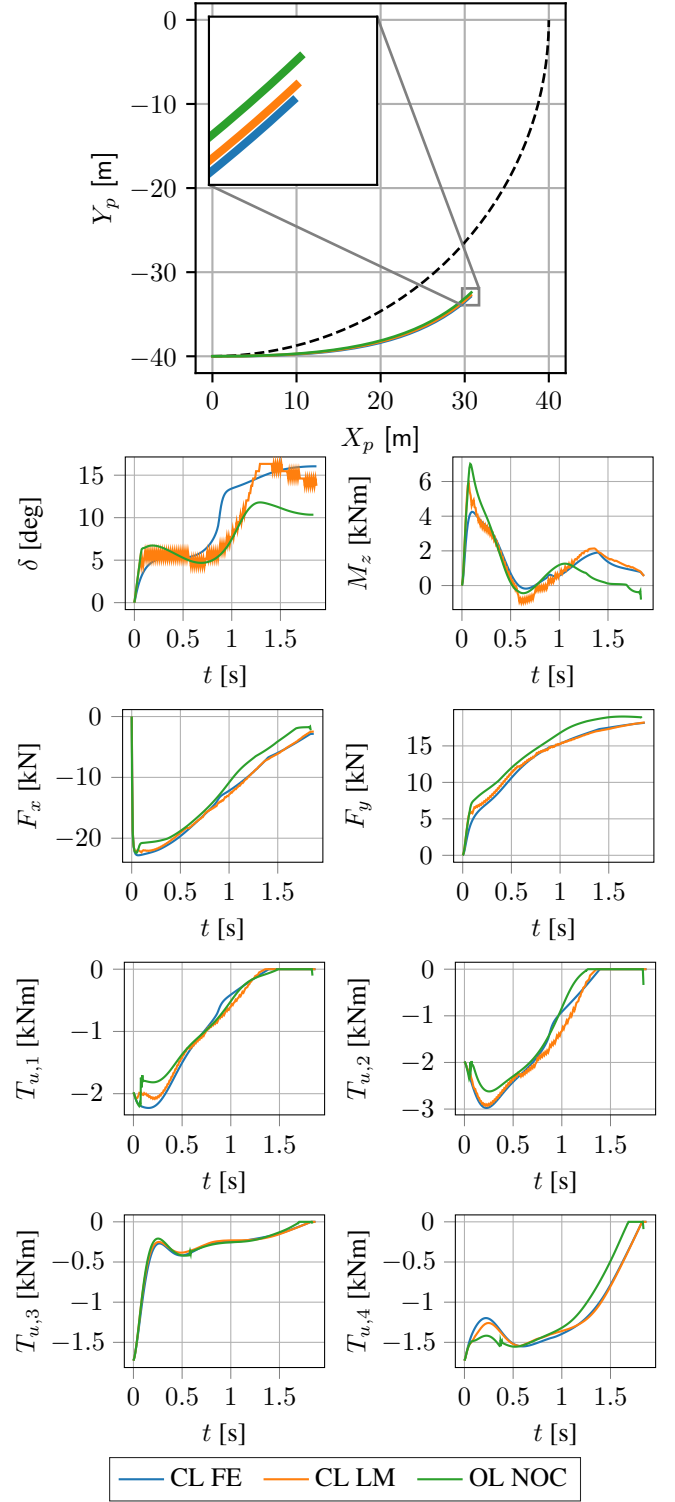 0
−10
−20
−30
−40
Y_p [m]
0 10 20 30 40
X_p [m]
15
10
5
0
δ [deg]
0 0.5 1 1.5
t [s]
6
4
2
0
M_z [kNm]
0 0.5 1 1.5
t [s]
0
−10
−20
F_x [kN]
0 0.5 1 1.5
t [s]
15
10
5
0
F_y [kN]
0 0.5 1 1.5
t [s]
0
−1
−2
T_{u,1} [kNm]
0 0.5 1 1.5
t [s]
0
−1
−2
−3
T_{u,2} [kNm]
0 0.5 1 1.5
t [s]
0
−0.5
−1
−1.5
T_{u,3} [kNm]
0 0.5 1 1.5
t [s]
0
−0.5
−1
−1.5
T_{u,4} [kNm]
0 0.5 1 1.5
t [s]
CL FE CL LM OL NOC